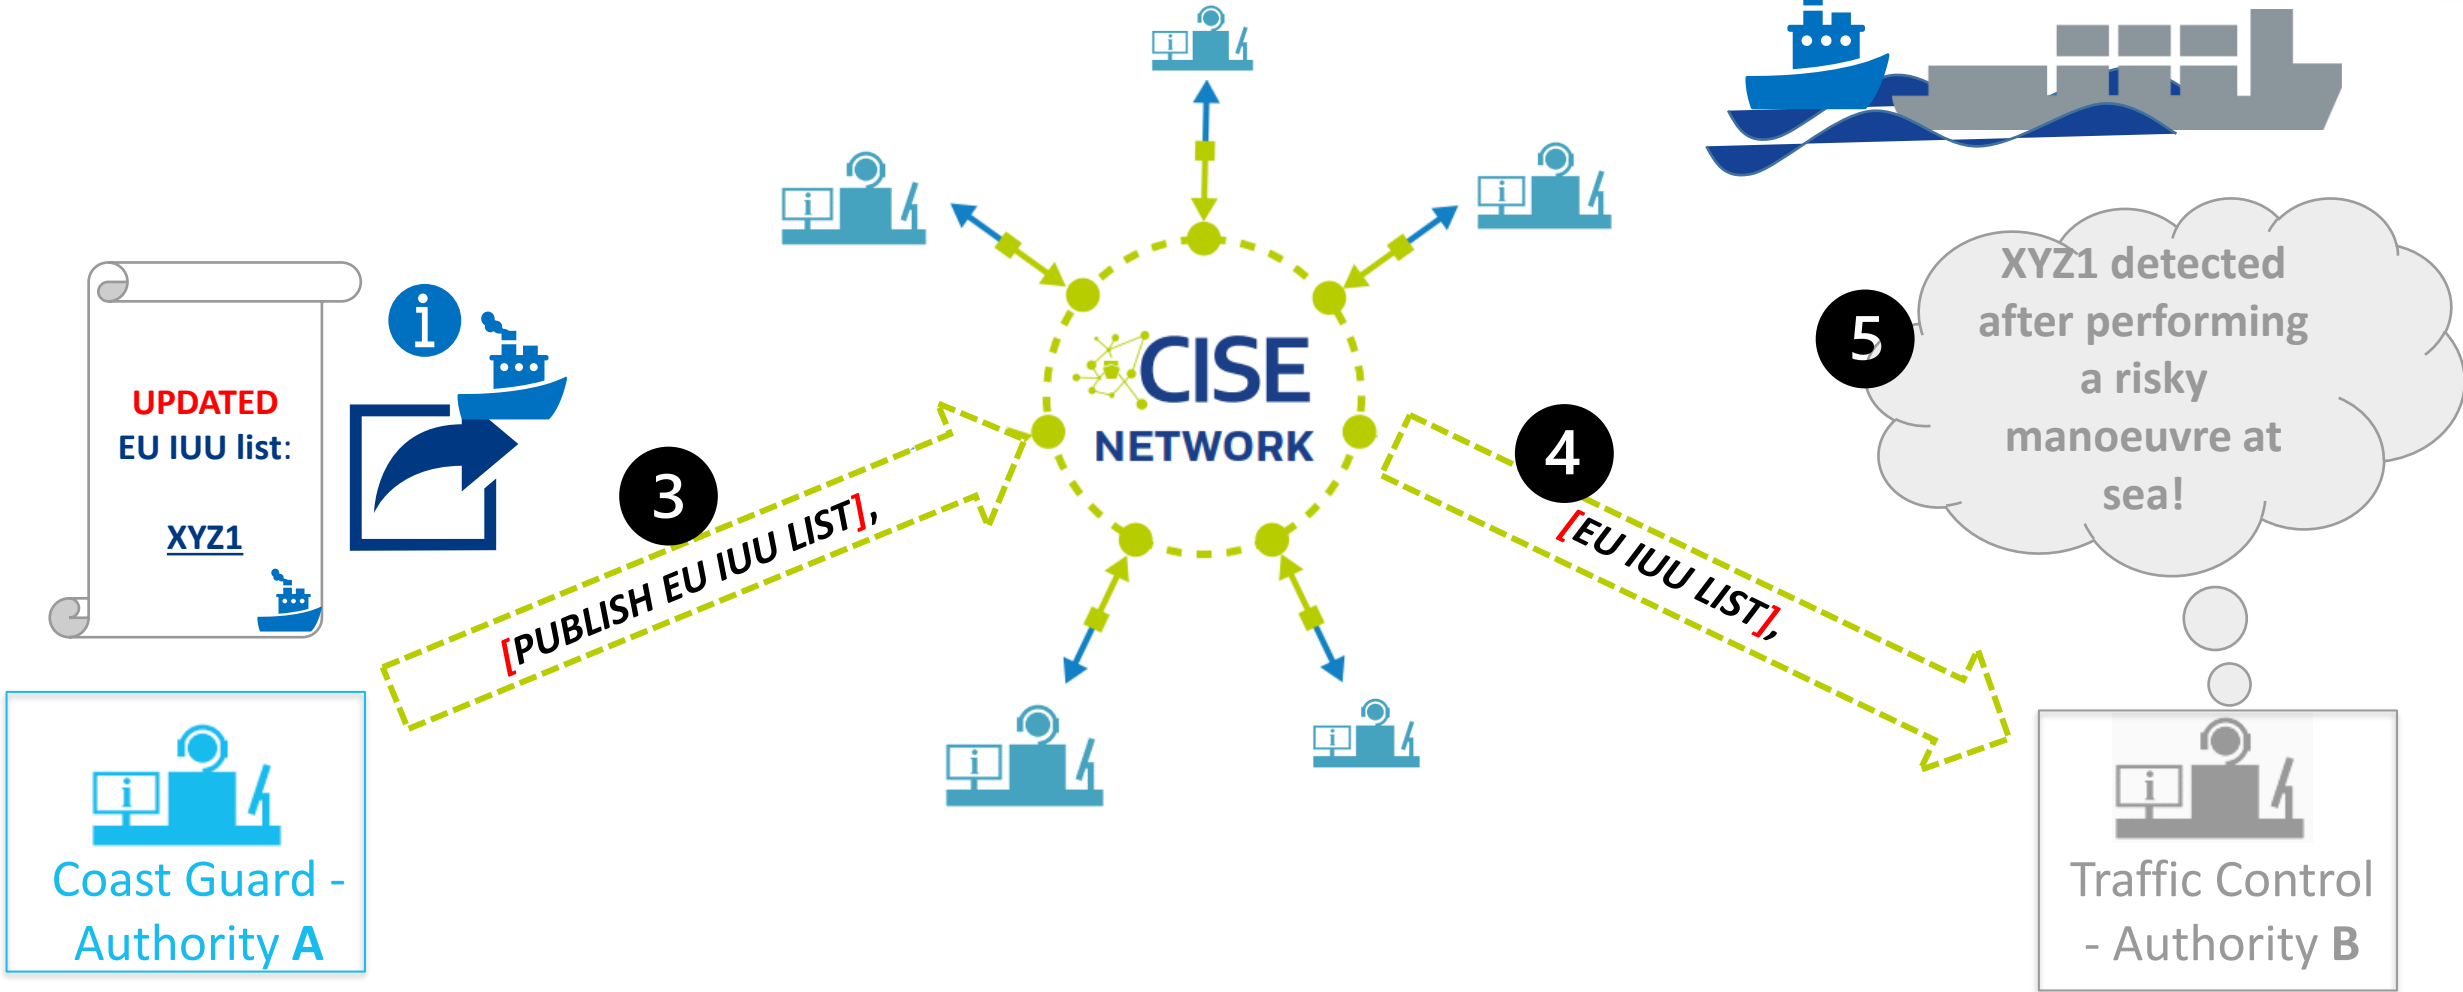 UPDATED
EU IUU list:
XYZ1
i
3
[PUBLISH EU IUU LIST],
Coast Guard -
Authority A
i
i
i
i
i
i
CISE
NETWORK
4
[EU IUU LIST],
5
XYZ1 detected
after performing
a risky
manoeuvre at
sea!
i
Traffic Control
- Authority B